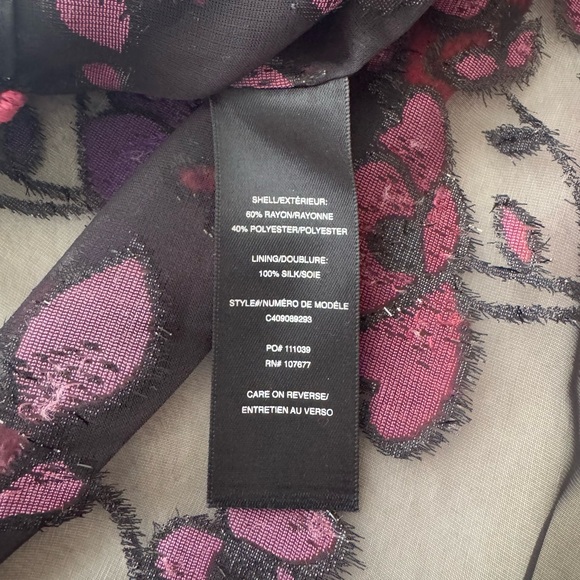 SHELL/EXTÉRIEUR:
60% RAYON/RAYONNE
40% POLYESTER/POLYESTER
LINING/DOUBLURE:
100% SILK/SOIE
STYLE#/NUMÉRO DE MODÈLE
C409089293
PO# 111039
RN# 107677
CARE ON REVERSE/
ENTRETIEN AU VERSO